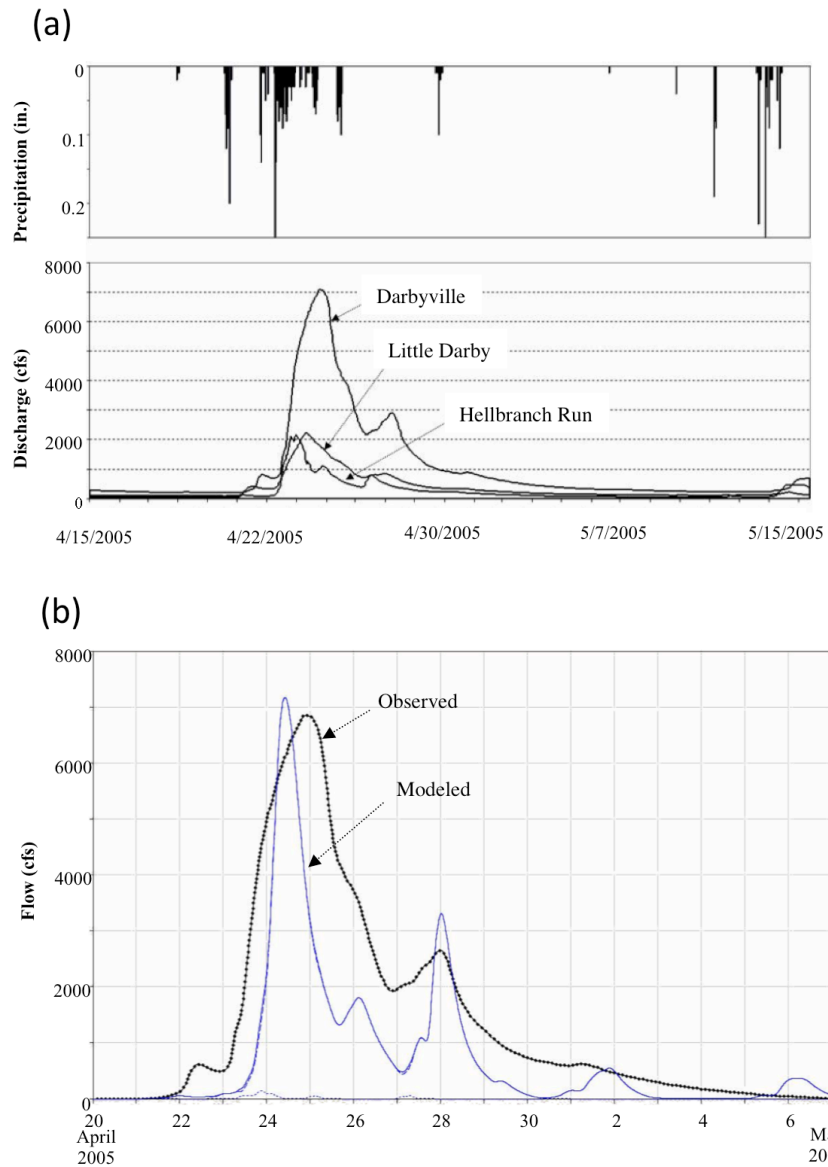 (a)
0
0.1
0.2
Precipitation (in.)
8000
6000
4000
2000
0
Discharge (cfs)
Darbyville
Little Darby
Hellbranch Run
4/15/2005 4/22/2005 4/30/2005 5/7/2005 5/15/2005
(b)
8000
6000
4000
2000
0
Flow (cfs)
Observed
Modeled
20 22 24 26 28 30 2 4 6
April
2005